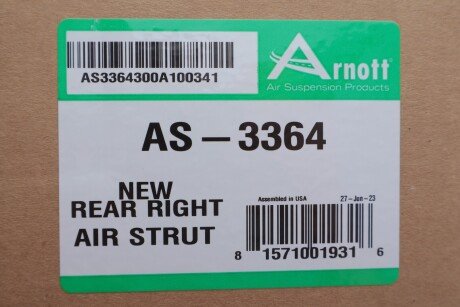 Arnott®
Air Suspension Products
AS3364300A100341
AS – 3364
NEW
REAR RIGHT
AIR STRUT
Assembled in USA
27-Jan-23
8 1571001931 6